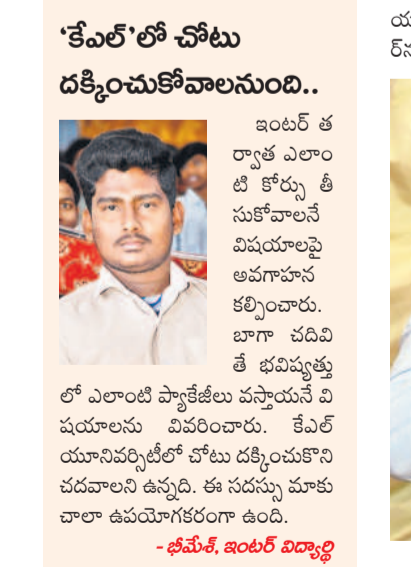 ‘కేఎల్’లో చోటు
దక్కించుకోవాలనుంది..
ఇంటర్ త
ర్వాత ఎలాం
టి కోర్సు తీ
సుకోవాలనే
విషయాలపై
అవగాహన
కల్పించారు.
బాగా చదివి
తే భవిష్యత్తు
లో ఎలాంటి ప్యాకేజీలు వస్తాయనే వి
షయాలను వివరించారు. కేఎల్
యూనివర్సిటీలో చోటు దక్కించుకొని
చదవాలని ఉన్నది. ఈ సదస్సు మాకు
చాలా ఉపయోగకరంగా ఉంది.
- భీమేశ్, ఇంటర్ విద్యార్థి